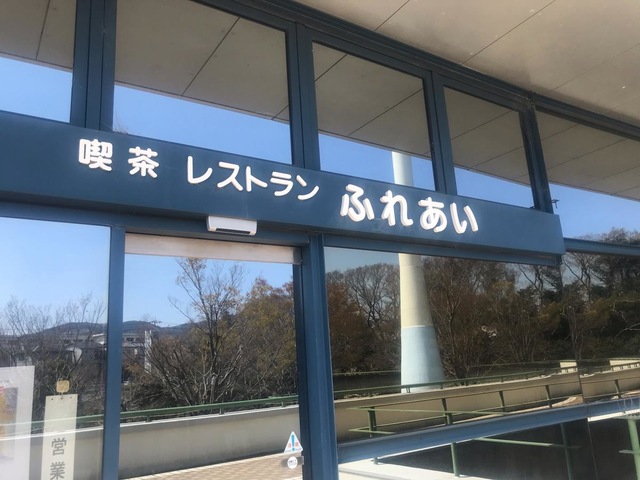 喫茶 レストラン ふれあい
営業